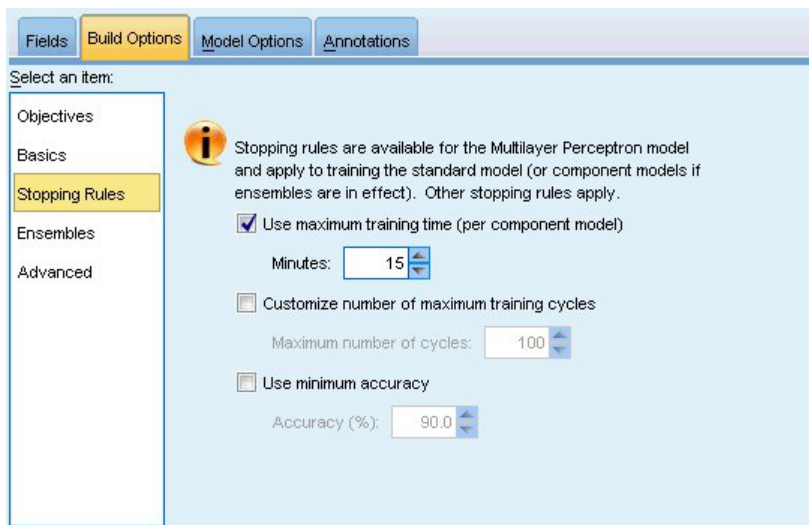 Fields Build Options Model Options Annotations
Select an item:
Objectives
Basics
Stopping Rules
Ensembles
Advanced
Stopping rules are available for the Multilayer Perceptron model
and apply to training the standard model (or component models if
ensembles are in effect). Other stopping rules apply.
Use maximum training time (per component model)
Minutes: 15
Customize number of maximum training cycles
Maximum number of cycles: 100
Use minimum accuracy
Accuracy (%): 90.0